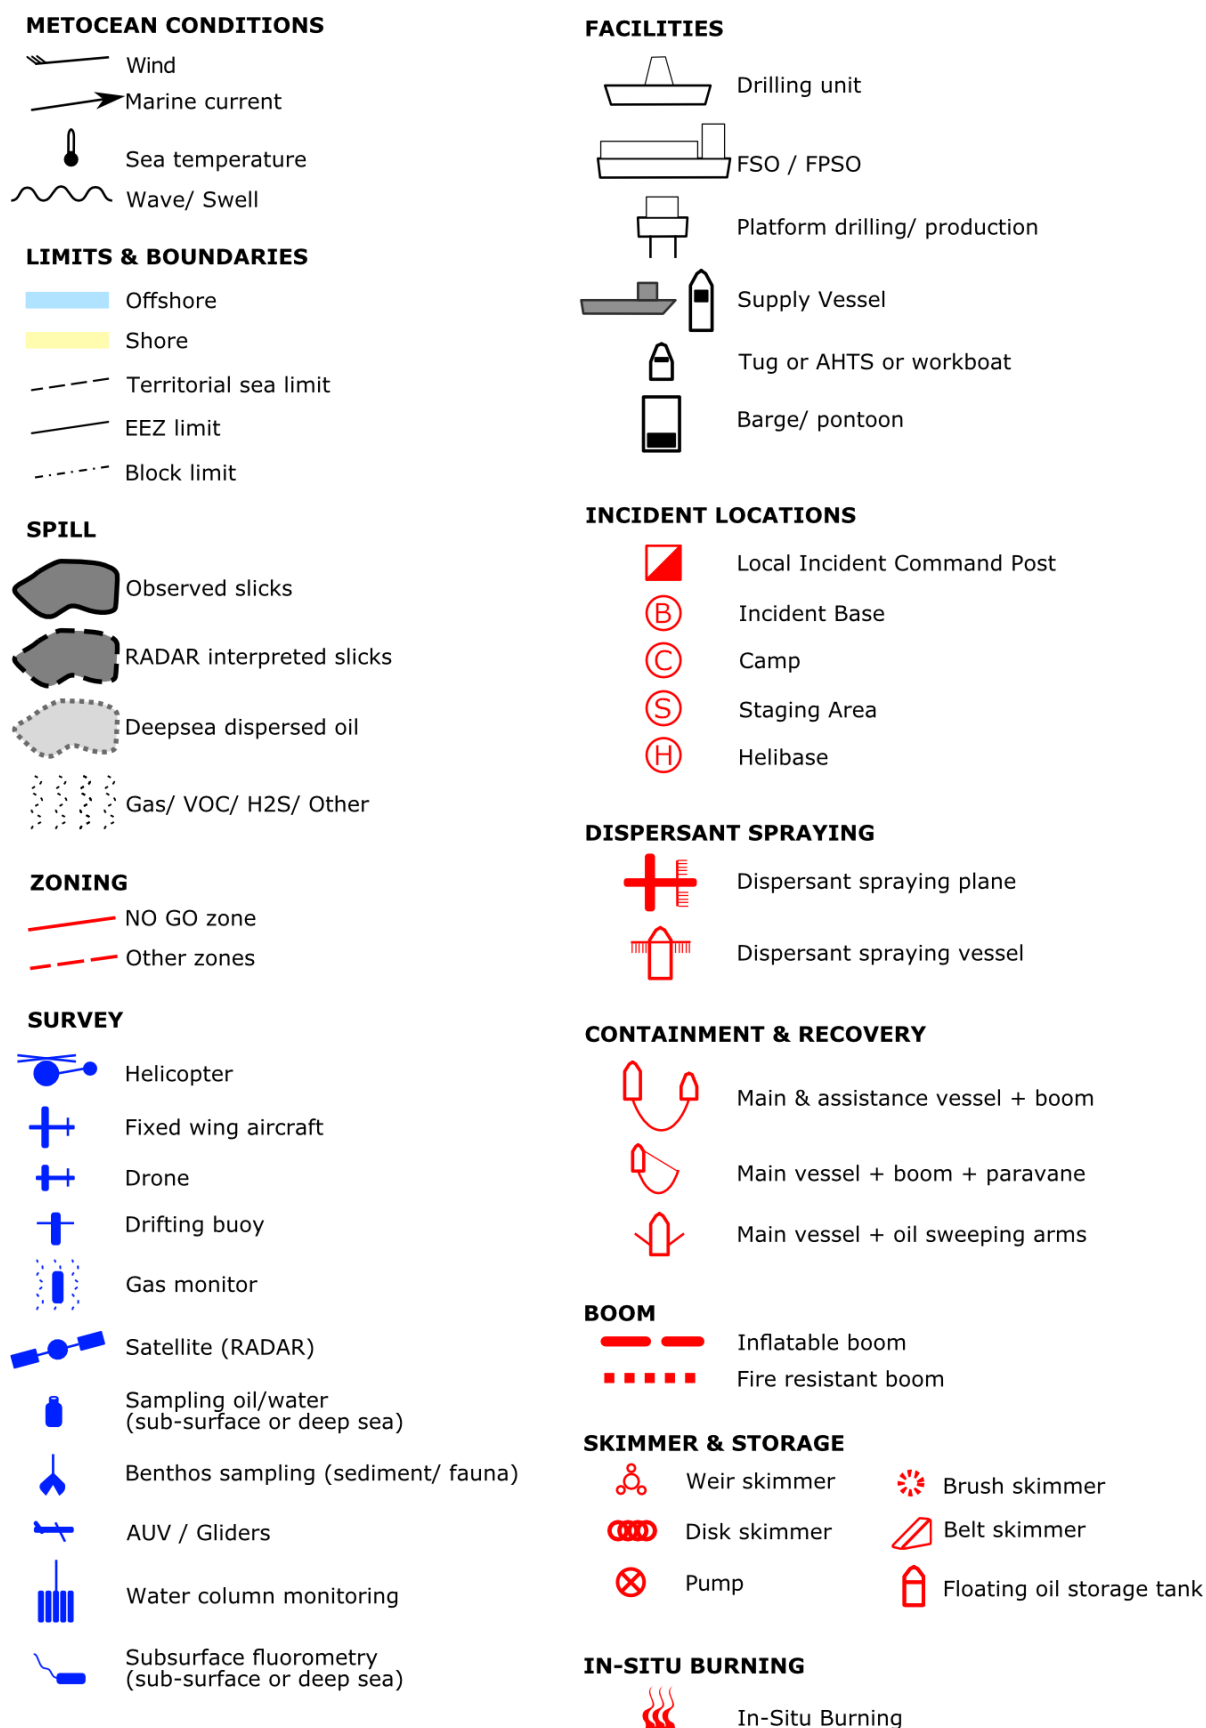 METOCEAN CONDITIONS
Wind
Marine current
Sea temperature
Wave/ Swell
LIMITS & BOUNDARIES
Offshore
Shore
Territorial sea limit
EEZ limit
Block limit
SPILL
Observed slicks
RADAR interpreted slicks
Deepsea dispersed oil
Gas/ VOC/ H2S/ Other
ZONING
NO GO zone
Other zones
SURVEY
Helicopter
Fixed wing aircraft
Drone
Drifting buoy
Gas monitor
Satellite (RADAR)
Sampling oil/water
(sub-surface or deep sea)
Benthos sampling (sediment/ fauna)
AUV / Gliders
Water column monitoring
Subsurface fluorometry
(sub-surface or deep sea)
FACILITIES
Drilling unit
FSO / FPSO
Platform drilling/ production
Supply Vessel
Tug or AHTS or workboat
Barge/ pontoon
INCIDENT LOCATIONS
Local Incident Command Post
B Incident Base
C Camp
S Staging Area
H Helibase
DISPERSANT SPRAYING
Dispersant spraying plane
Dispersant spraying vessel
CONTAINMENT & RECOVERY
Main & assistance vessel + boom
Main vessel + boom + paravane
Main vessel + oil sweeping arms
BOOM
Inflatable boom
Fire resistant boom
SKIMMER & STORAGE
Weir skimmer
Brush skimmer
Disk skimmer
Belt skimmer
Pump
Floating oil storage tank
IN-SITU BURNING
In-Situ Burning